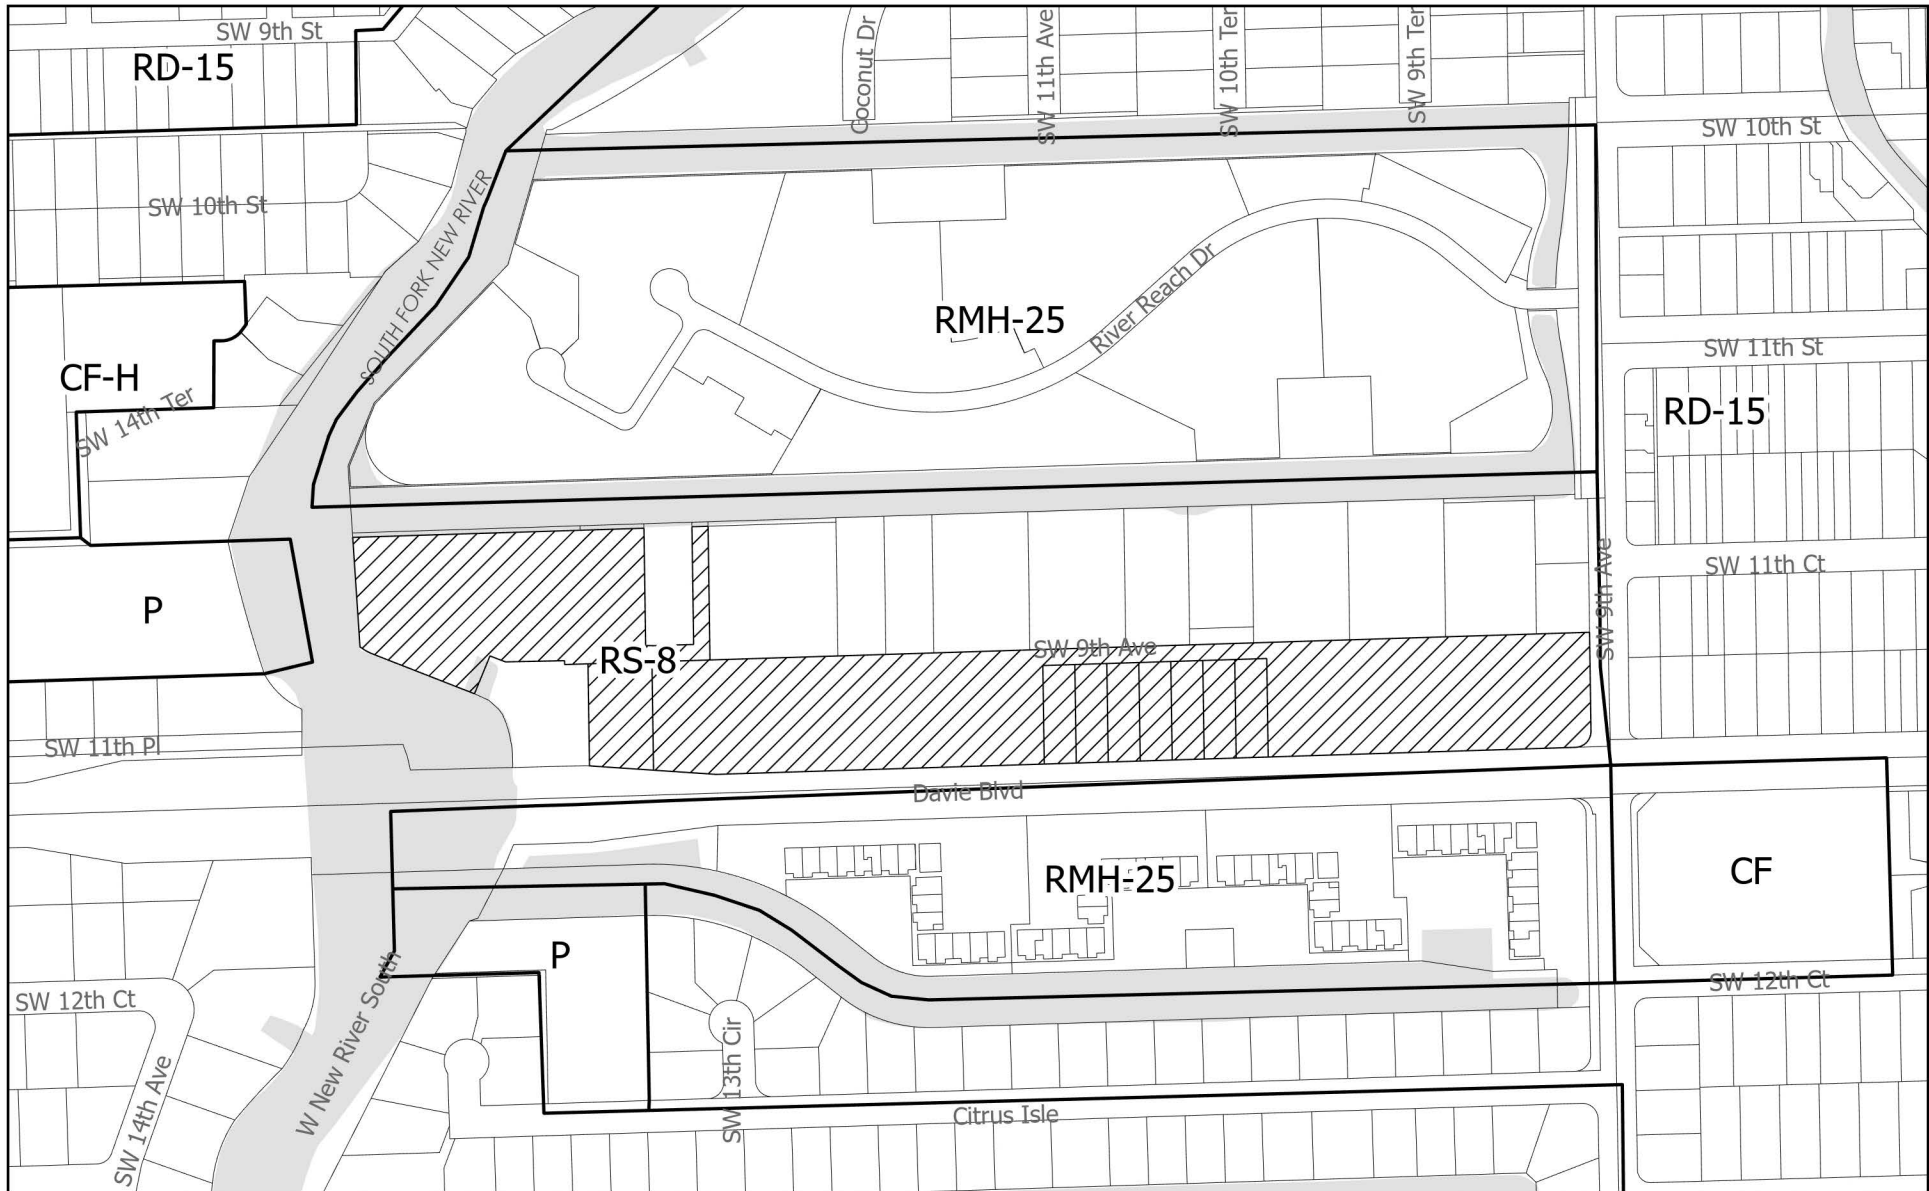 SW 9th St
RD-15
Coconut Dr
SW 11th Ave
SW 10th Ter
SW 9th Ter
SW 10th St
SW 10th St
SOUTH FORK NEW RIVER
RMH-25
River Reach Dr
SW 11th St
CF-H
SW 14th Ter
RD-15
SW 11th Ct
P
SW 9th Ave
RS-8
SW 9th Ave
SW 11th Pl
Davie Blvd
RMH-25
CF
P
SW 12th Ct
SW 12th Ct
W New River South
SW 14th Ave
SW 13th Cir
Citrus Isle